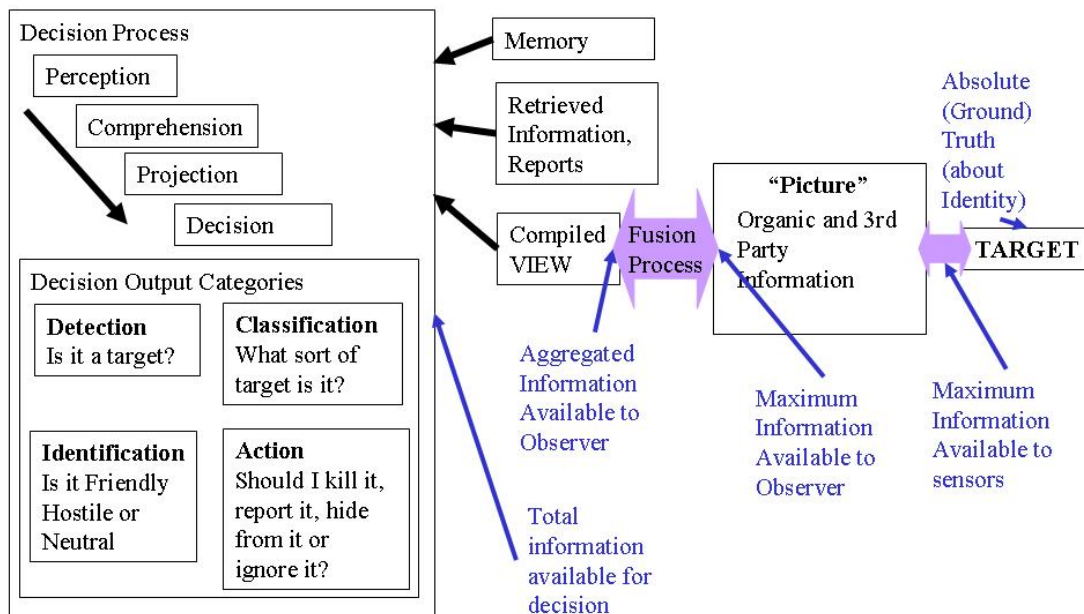 Decision Process
Perception
Comprehension
Projection
Decision
Decision Output Categories
Detection
Is it a target?
Classification
What sort of
target is it?
Identification
Is it Friendly
Hostile or
Neutral
Action
Should I kill it,
report it, hide
from it or
ignore it?
Memory
Retrieved
Information,
Reports
Compiled
VIEW
Fusion
Process
“Picture”
Organic and 3rd
Party
Information
Absolute
(Ground)
Truth
(about
Identity)
TARGET
Aggregated
Information
Available to
Observer
Maximum
Information
Available to
Observer
Maximum
Information
Available to
sensors
Total
information
available for
decision